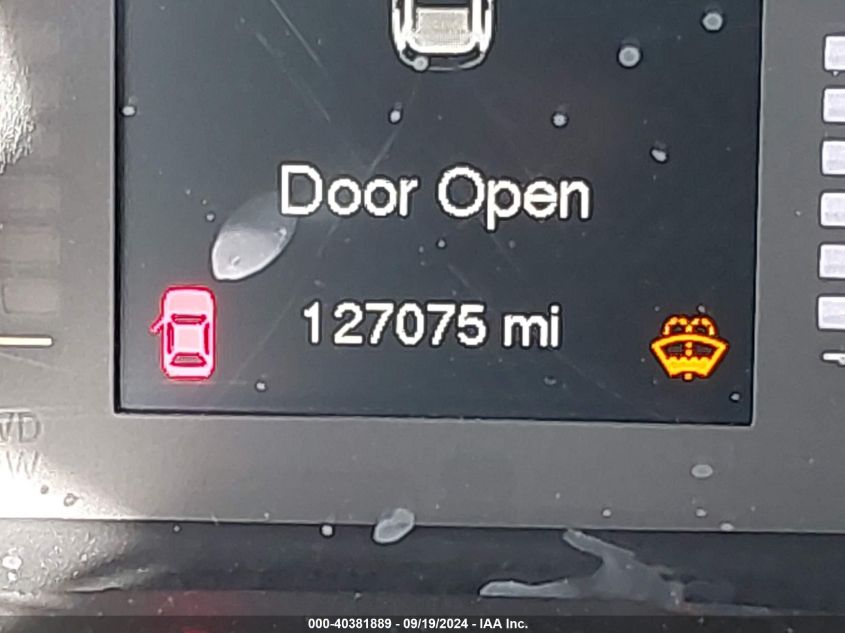 Door Open
127075 mi
000-40381889 - 09/19/2024 - IAA Inc.